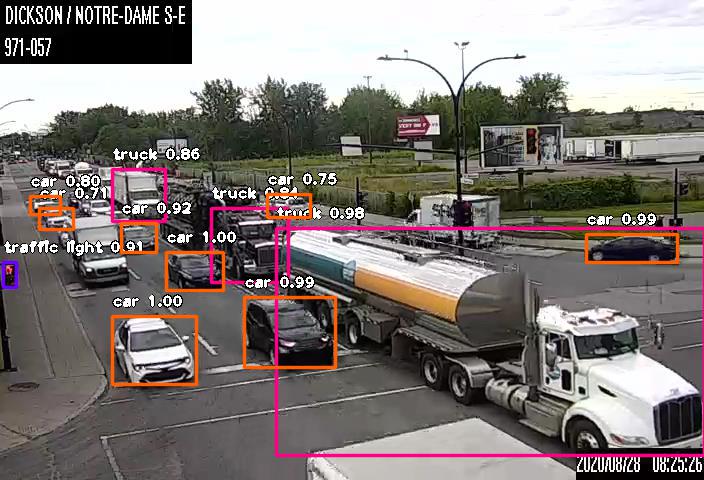 DICKSON / NOTRE-DAME S-E
971-057
truck 0.86
car 0.80
car 0.71
car 0.75
truck 0.84
car 0.92
truck 0.98
car 0.99
car 1.00
traffic light 0.91
car 0.99
car 1.00
2020/08/28 08:25:26